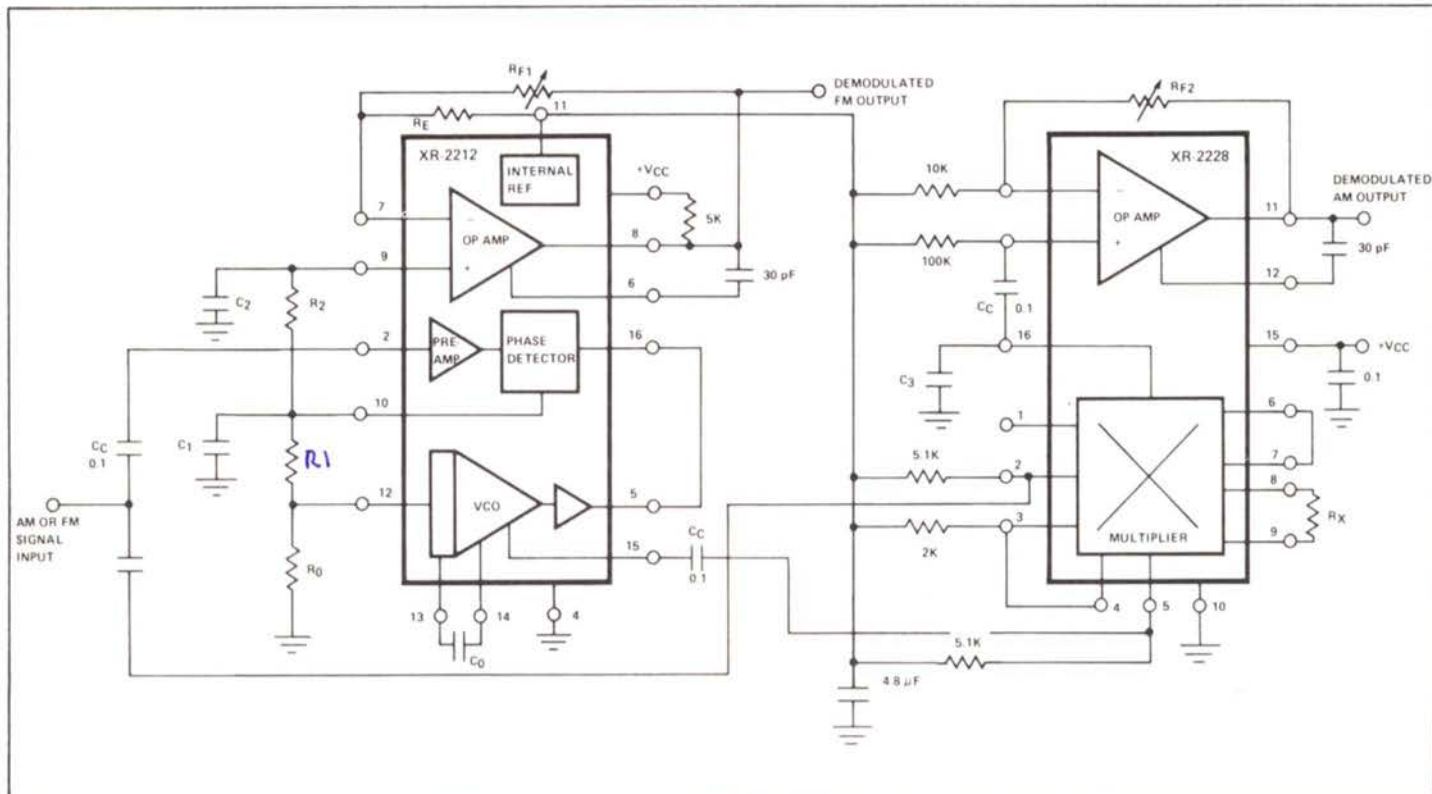 RF1
DEMODULATED
FM OUTPUT
RE
11
XR-2212
INTERNAL
REF
+VCC
5K
7
−
OP AMP
+
8
9
6
30 pF
C2
R2
2
PRE-
AMP
PHASE
DETECTOR
16
10
C1
R1
CC
0.1
12
VCO
5
15
CC
0.1
AM OR FM
SIGNAL
INPUT
R0
13
14
4
C0
RF2
XR-2228
10K
−
OP AMP
+
11
DEMODULATED
AM OUTPUT
30 pF
12
100K
CC
0.1
16
15
+VCC
0.1
C3
1
6
7
5.1K
2
8
RX
9
3
2K
MULTIPLIER
4
5
10
5.1K
4.8 µF